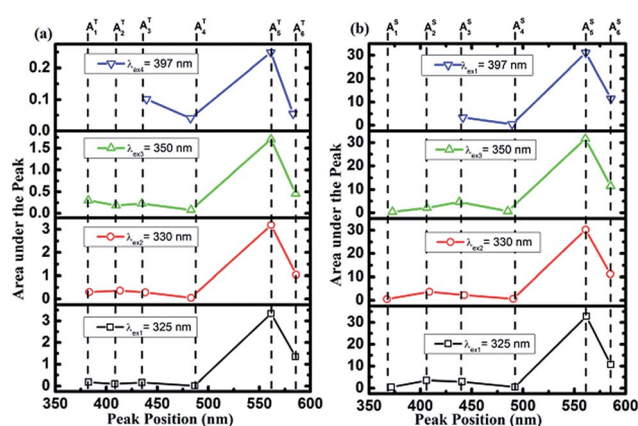 A₁ᵀ A₂ᵀ A₃ᵀ A₄ᵀ A₅ᵀ A₆ᵀ
(a)
λex4 = 397 nm
0.2
0.1
0.0
λex3 = 350 nm
1.5
1.0
0.5
0.0
λex2 = 330 nm
3
2
1
0
λex1 = 325 nm
3
2
1
0
350 400 450 500 550 600
Peak Position (nm)
Area under the Peak
A₁ˢ A₂ˢ A₃ˢ A₄ˢ A₅ˢ A₆ˢ
(b)
λex1 = 397 nm
30
20
10
0
λex3 = 350 nm
30
20
10
0
λex2 = 330 nm
30
20
10
0
λex1 = 325 nm
30
20
10
0
350 400 450 500 550 600
Peak Position (nm)
Area under the Peak